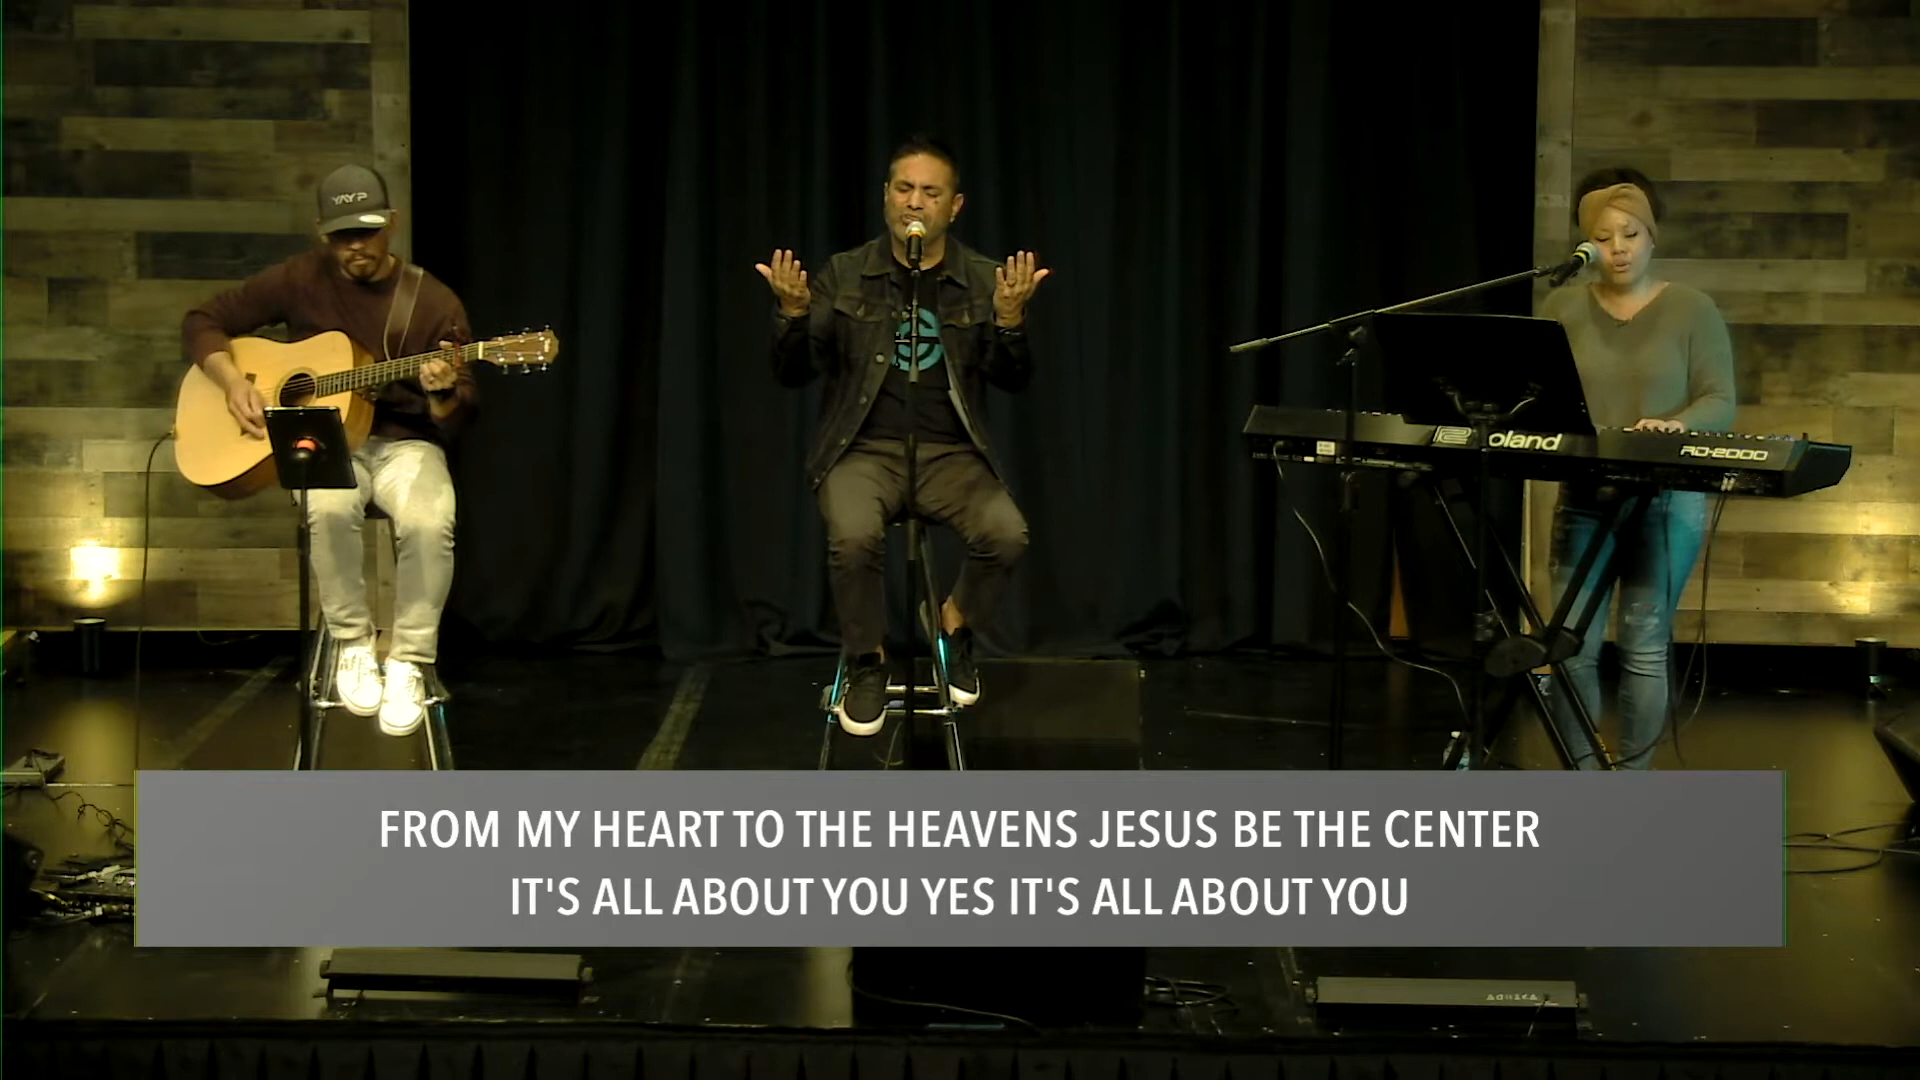 YAY P
Roland
RD-2000
FROM MY HEART TO THE HEAVENS JESUS BE THE CENTER
IT'S ALL ABOUT YOU YES IT'S ALL ABOUT YOU